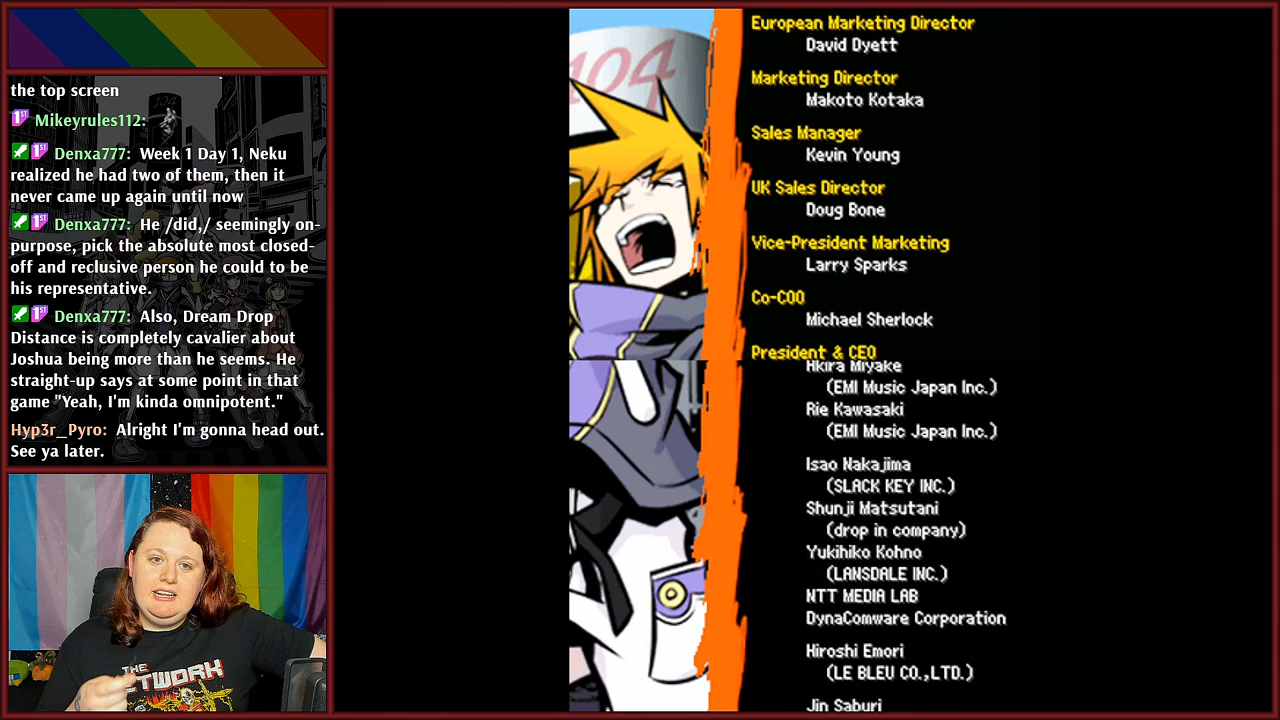 the top screen
Mikeyrules112:
Denxa777: Week 1 Day 1, Neku
realized he had two of them, then it
never came up again until now
Denxa777: He /did,/ seemingly on-
purpose, pick the absolute most closed-
off and reclusive person he could to be
his representative.
Denxa777: Also, Dream Drop
Distance is completely cavalier about
Joshua being more than he seems. He
straight-up says at some point in that
game "Yeah, I'm kinda omnipotent."
Hyp3r_Pyro: Alright I'm gonna head out.
See ya later.
THE
NETWORK
104
European Marketing Director
David Dyett
Marketing Director
Makoto Kotaka
Sales Manager
Kevin Young
UK Sales Director
Doug Bone
Vice-President Marketing
Larry Sparks
Co-COO
Michael Sherlock
President & CEO
Akira Miyake
(EMI Music Japan Inc.)
Rie Kawasaki
(EMI Music Japan Inc.)
Isao Nakajima
(SLACK KEY INC.)
Shunji Matsutani
(drop in company)
Yukihiko Kohno
(LANSDALE INC.)
NTT MEDIA LAB
DynaComware Corporation
Hiroshi Emori
(LE BLEU CO.,LTD.)
Jin Saburi